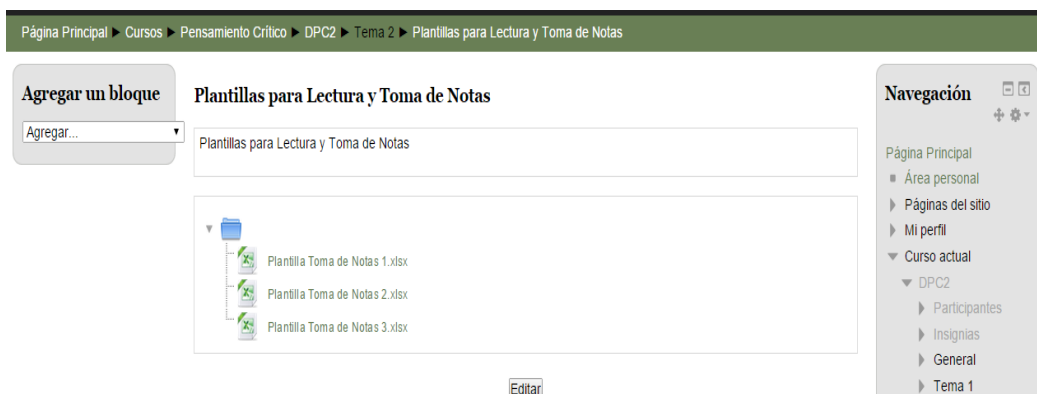 Página Principal ► Cursos ► Pensamiento Crítico ► DPC2 ► Tema 2 ► Plantillas para Lectura y Toma de Notas
Agregar un bloque
Agregar...
Plantillas para Lectura y Toma de Notas
Plantillas para Lectura y Toma de Notas
Plantilla Toma de Notas 1.xlsx
Plantilla Toma de Notas 2.xlsx
Plantilla Toma de Notas 3.xlsx
Editar
Navegación
Página Principal
Área personal
Páginas del sitio
Mi perfil
Curso actual
DPC2
Participantes
Insignias
General
Tema 1